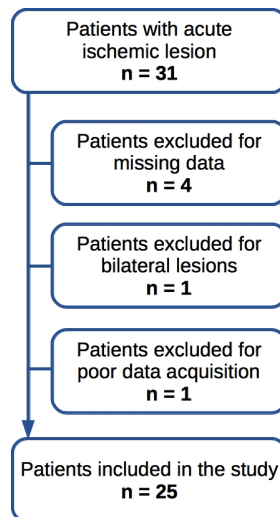 Patients with acute
ischemic lesion
n = 31
Patients excluded for
missing data
n = 4
Patients excluded for
bilateral lesions
n = 1
Patients excluded for
poor data acquisition
n = 1
Patients included in the study
n = 25